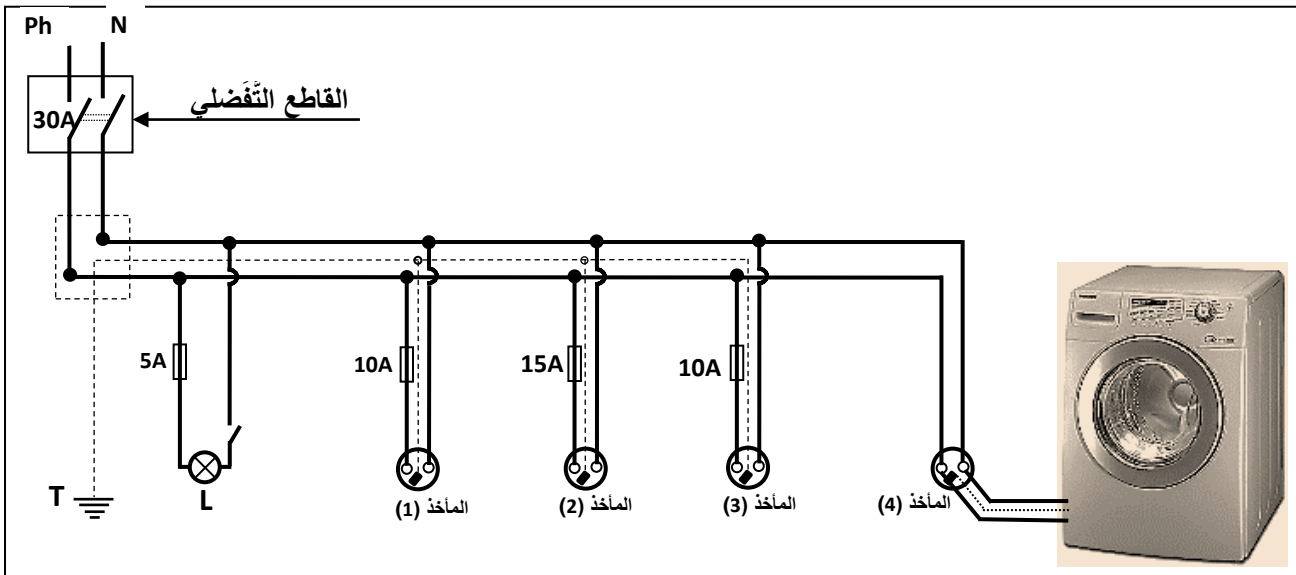 Ph N
القاطع التَّفَضلي
30A
5A
10A
15A
10A
T
L
المأخذ (1)
المأخذ (2)
المأخذ (3)
المأخذ (4)